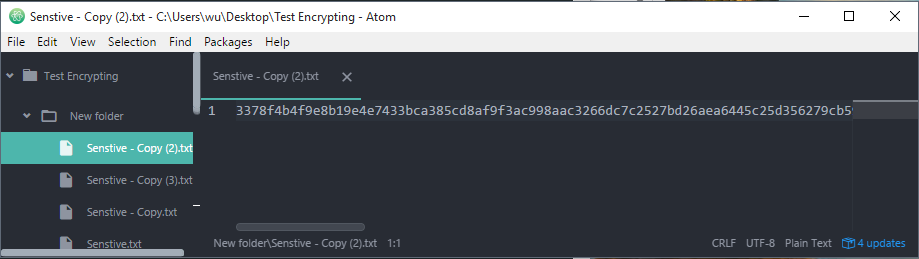 Senstive - Copy (2).txt - C:\Users\wu\Desktop\Test Encrypting - Atom
File Edit View Selection Find Packages Help
Test Encrypting
New folder
Senstive - Copy (2).txt
Senstive - Copy (3).txt
Senstive - Copy.txt
Senstive.txt
Senstive - Copy (2).txt
1 3378f4b4f9e8b19e4e7433bca385cd8af9f3ac998aac3266dc7c2527bd26aea6445c25d356279cb5
New folder\Senstive - Copy (2).txt 1:1 CRLF UTF-8 Plain Text 4 updates